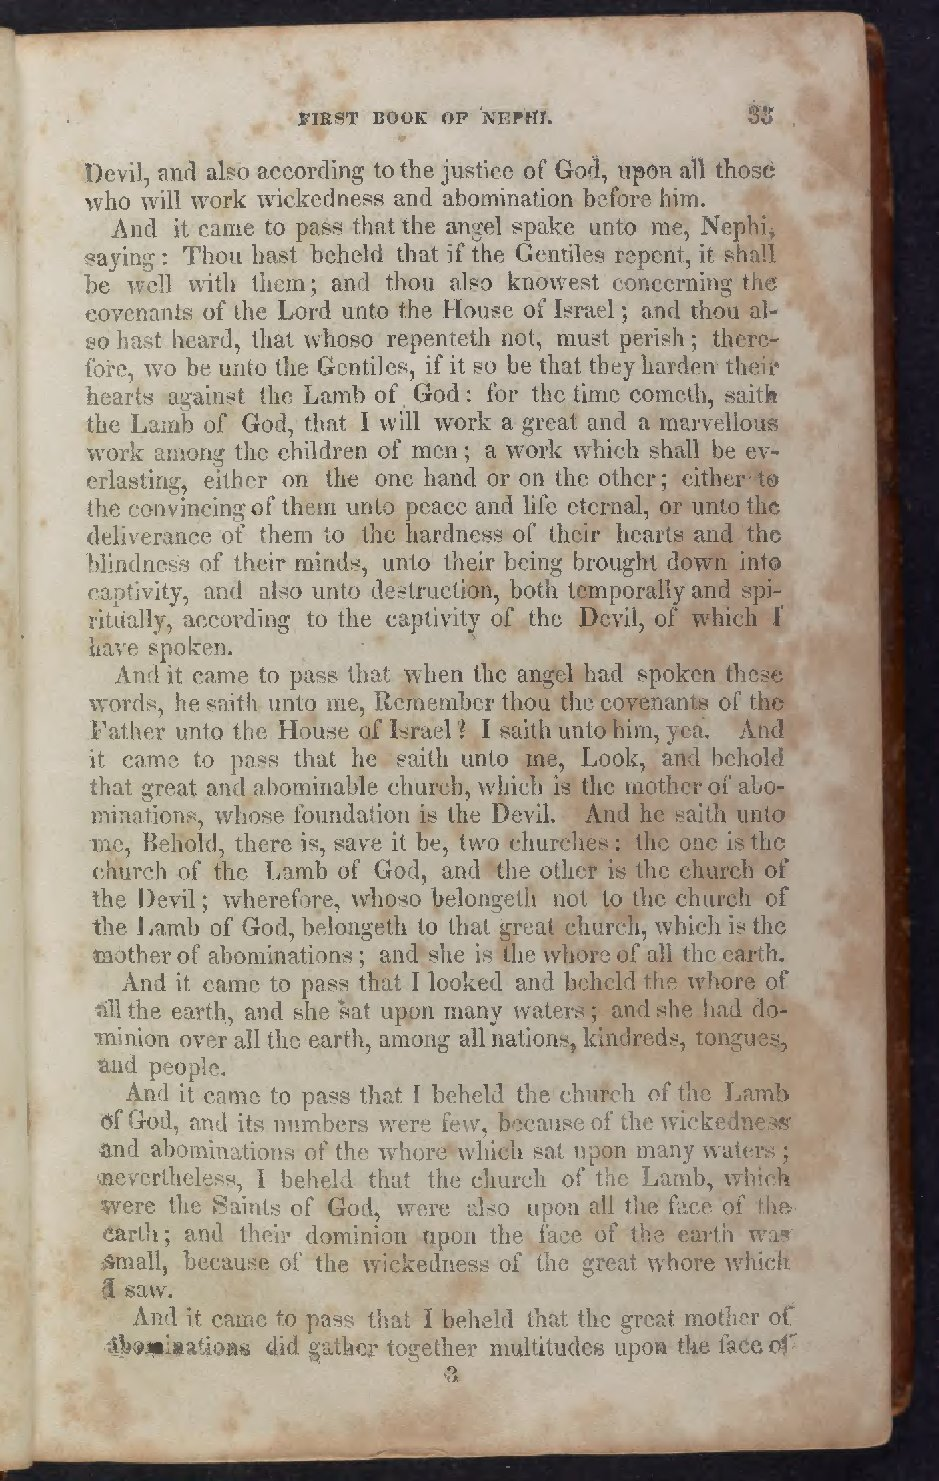 FIRST BOOK OF NEPHI. 33
Devil, and also according to the justice of God, upon all those
who will work wickedness and abomination before him.
And it came to pass that the angel spake unto me, Nephi,
saying: Thou hast beheld that if the Gentiles repent, it shall
be well with them; and thou also knowest concerning the
covenants of the Lord unto the House of Israel; and thou al-
so hast heard, that whoso repenteth not, must perish; there-
fore, wo be unto the Gentiles, if it so be that they harden their
hearts against the Lamb of God: for the time cometh, saith
the Lamb of God, that I will work a great and a marvellous
work among the children of men; a work which shall be ev-
erlasting, either on the one hand or on the other; either to
the convincing of them unto peace and life eternal, or unto the
deliverance of them to the hardness of their hearts and the
blindness of their minds, unto their being brought down into
captivity, and also unto destruction, both temporally and spi-
ritually, according to the captivity of the Devil, of which I
have spoken.
And it came to pass that when the angel had spoken these
words, he saith unto me, Remember thou the covenants of the
Father unto the House of Israel? I saith unto him, yea. And
it came to pass that he saith unto me, Look, and behold
that great and abominable church, which is the mother of abo-
minations, whose foundation is the Devil. And he saith unto
me, Behold, there is, save it be, two churches: the one is the
church of the Lamb of God, and the other is the church of
the Devil; wherefore, whoso belongeth not to the church of
the Lamb of God, belongeth to that great church, which is the
mother of abominations; and she is the whore of all the earth.
And it came to pass that I looked and beheld the whore of
all the earth, and she sat upon many waters; and she had do-
minion over all the earth, among all nations, kindreds, tongues,
and people.
And it came to pass that I beheld the church of the Lamb
of God, and its numbers were few, because of the wickedness
and abominations of the whore which sat upon many waters;
nevertheless, I beheld that the church of the Lamb, which
were the Saints of God, were also upon all the face of the
earth; and their dominion upon the face of the earth was
small, because of the wickedness of the great whore which
I saw.
And it came to pass that I beheld that the great mother of
abominations did gather together multitudes upon the face of
3